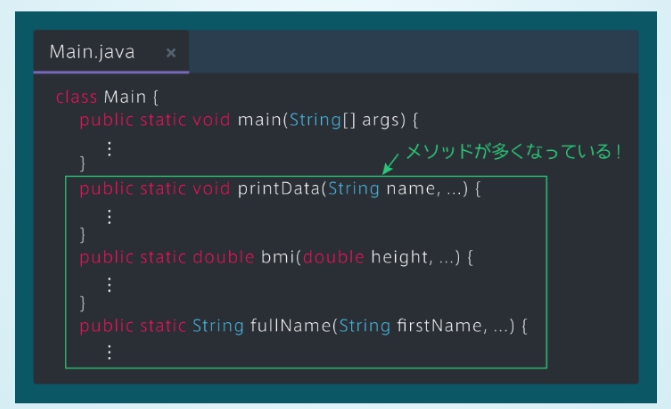 Main.java ×
class Main {
public static void main(String[] args) {
⋮
メソッドが多くなっている！
}
public static void printData(String name, ...) {
⋮
}
public static double bmi(double height, ...) {
⋮
}
public static String fullName(String firstName, ...) {
⋮